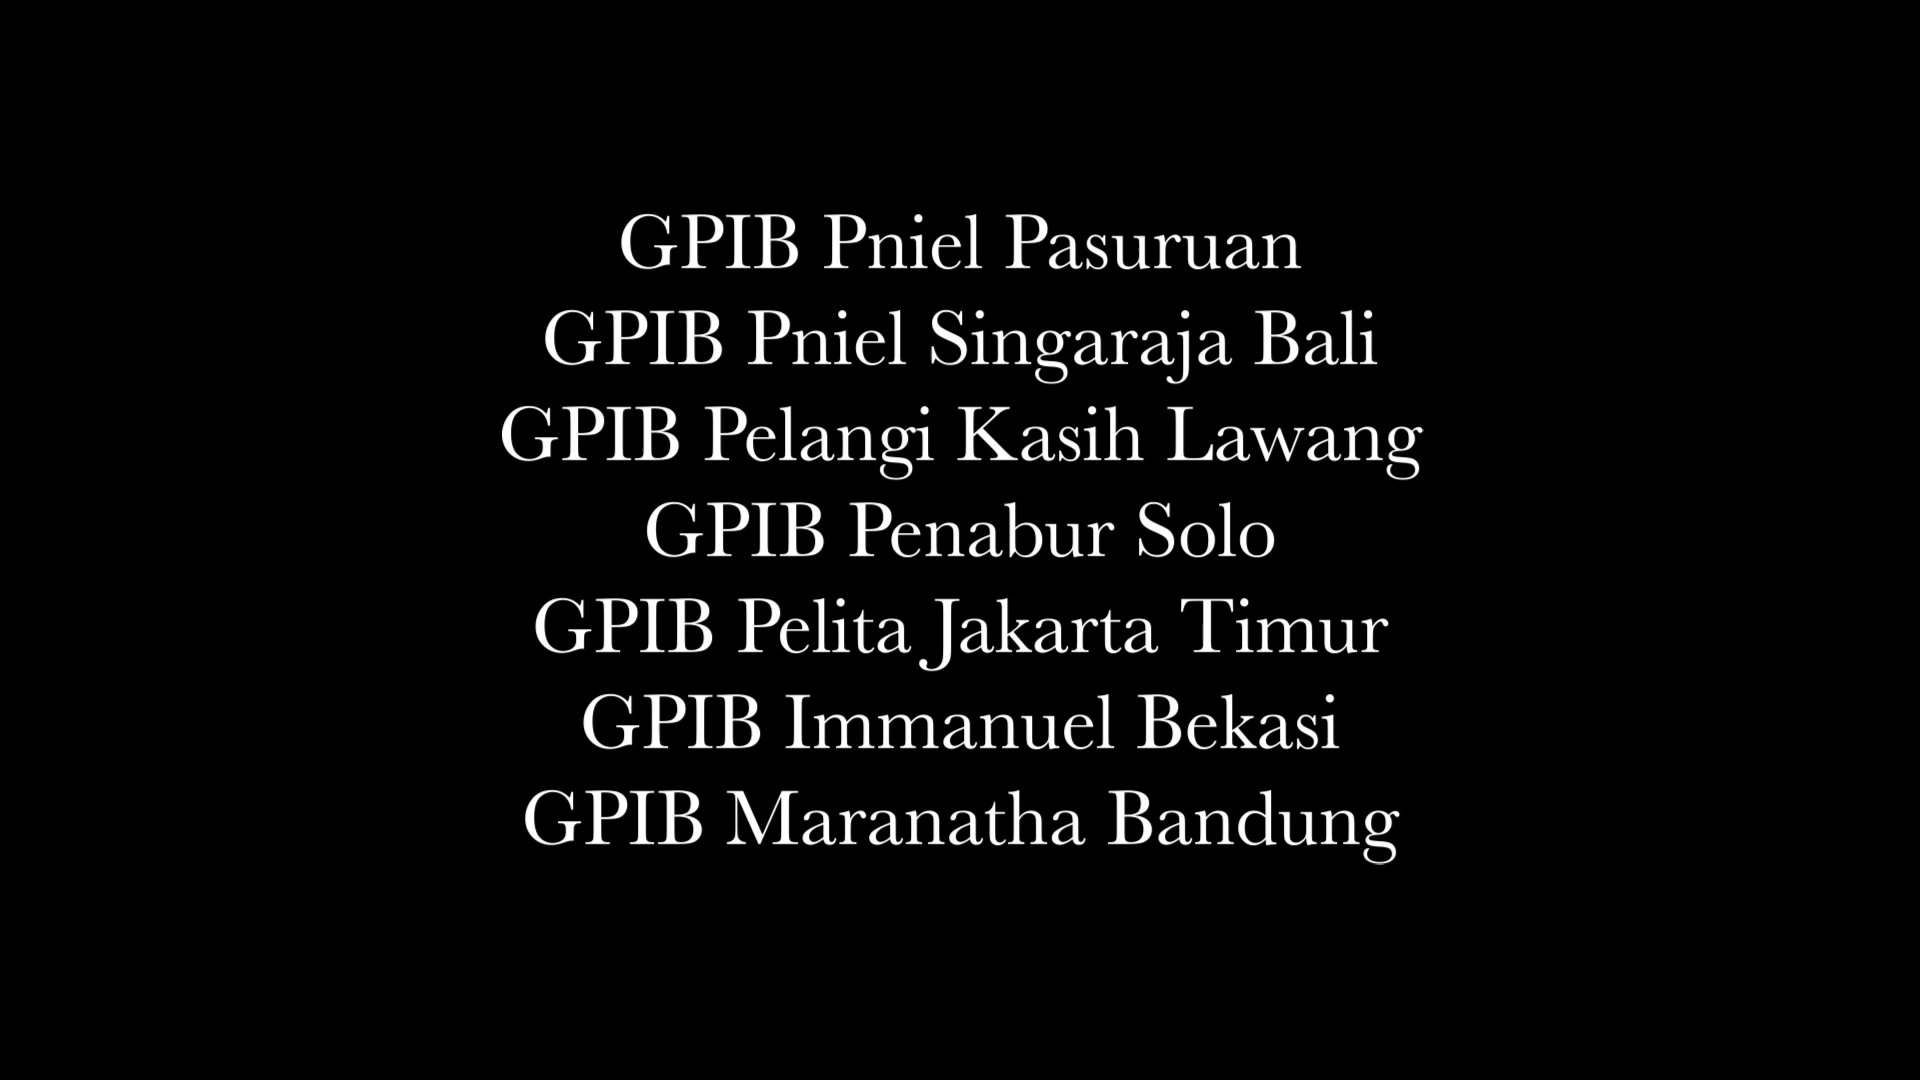 GPIB Pniel Pasuruan
GPIB Pniel Singaraja Bali
GPIB Pelangi Kasih Lawang
GPIB Penabur Solo
GPIB Pelita Jakarta Timur
GPIB Immanuel Bekasi
GPIB Maranatha Bandung